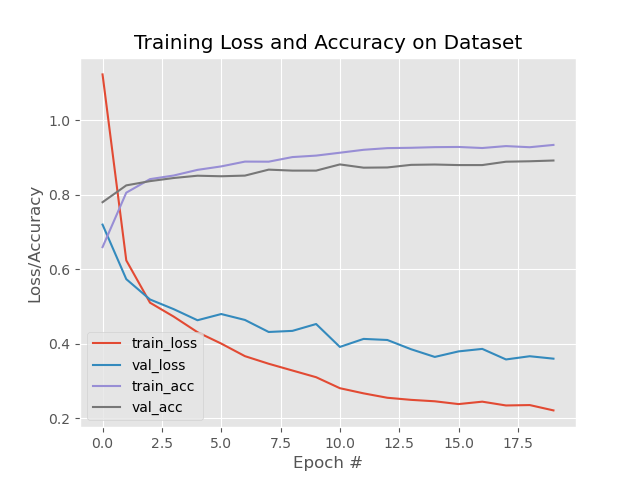 Training Loss and Accuracy on Dataset
Loss/Accuracy
1.0
0.8
0.6
0.4
0.2
train_loss
val_loss
train_acc
val_acc
0.0 2.5 5.0 7.5 10.0 12.5 15.0 17.5
Epoch #